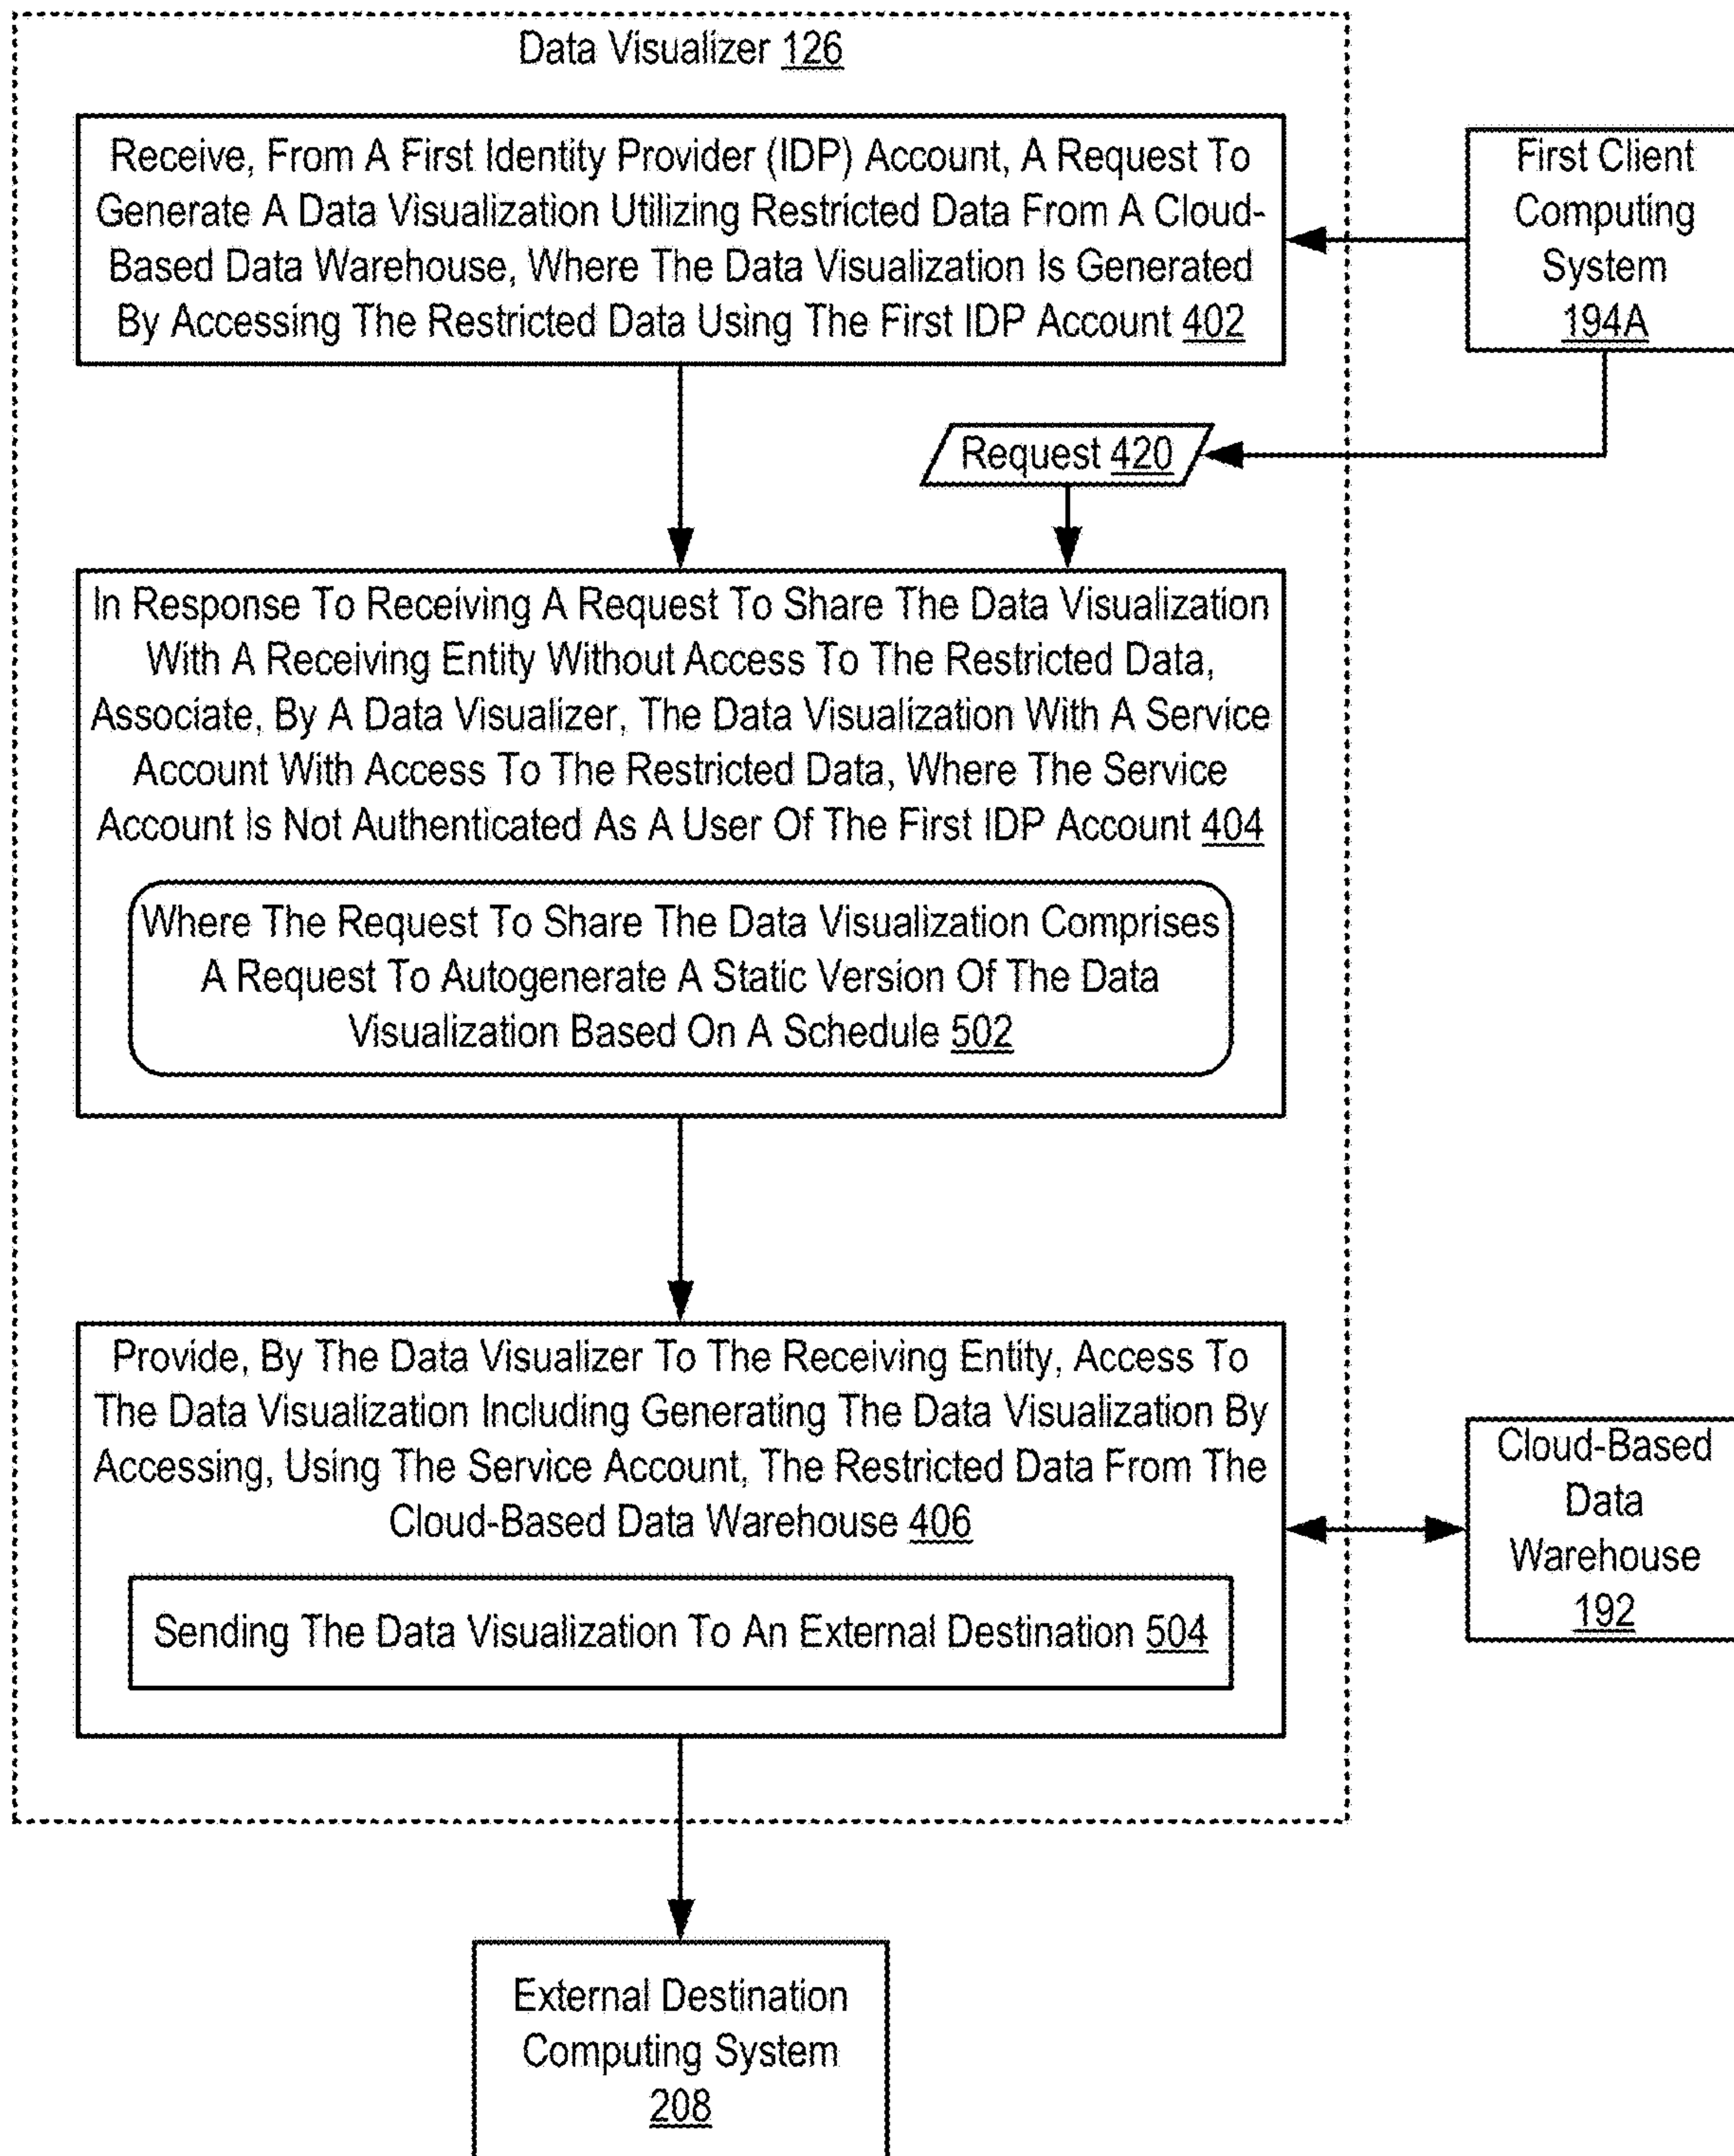 Data Visualizer 126
Receive, From A First Identity Provider (IDP) Account, A Request To
Generate A Data Visualization Utilizing Restricted Data From A Cloud-
Based Data Warehouse, Where The Data Visualization Is Generated
By Accessing The Restricted Data Using The First IDP Account 402
First Client
Computing
System
194A
Request 420
In Response To Receiving A Request To Share The Data Visualization
With A Receiving Entity Without Access To The Restricted Data,
Associate, By A Data Visualizer, The Data Visualization With A Service
Account With Access To The Restricted Data, Where The Service
Account Is Not Authenticated As A User Of The First IDP Account 404
Where The Request To Share The Data Visualization Comprises
A Request To Autogenerate A Static Version Of The Data
Visualization Based On A Schedule 502
Provide, By The Data Visualizer To The Receiving Entity, Access To
The Data Visualization Including Generating The Data Visualization By
Accessing, Using The Service Account, The Restricted Data From The
Cloud-Based Data Warehouse 406
Sending The Data Visualization To An External Destination 504
Cloud-Based
Data
Warehouse
192
External Destination
Computing System
208